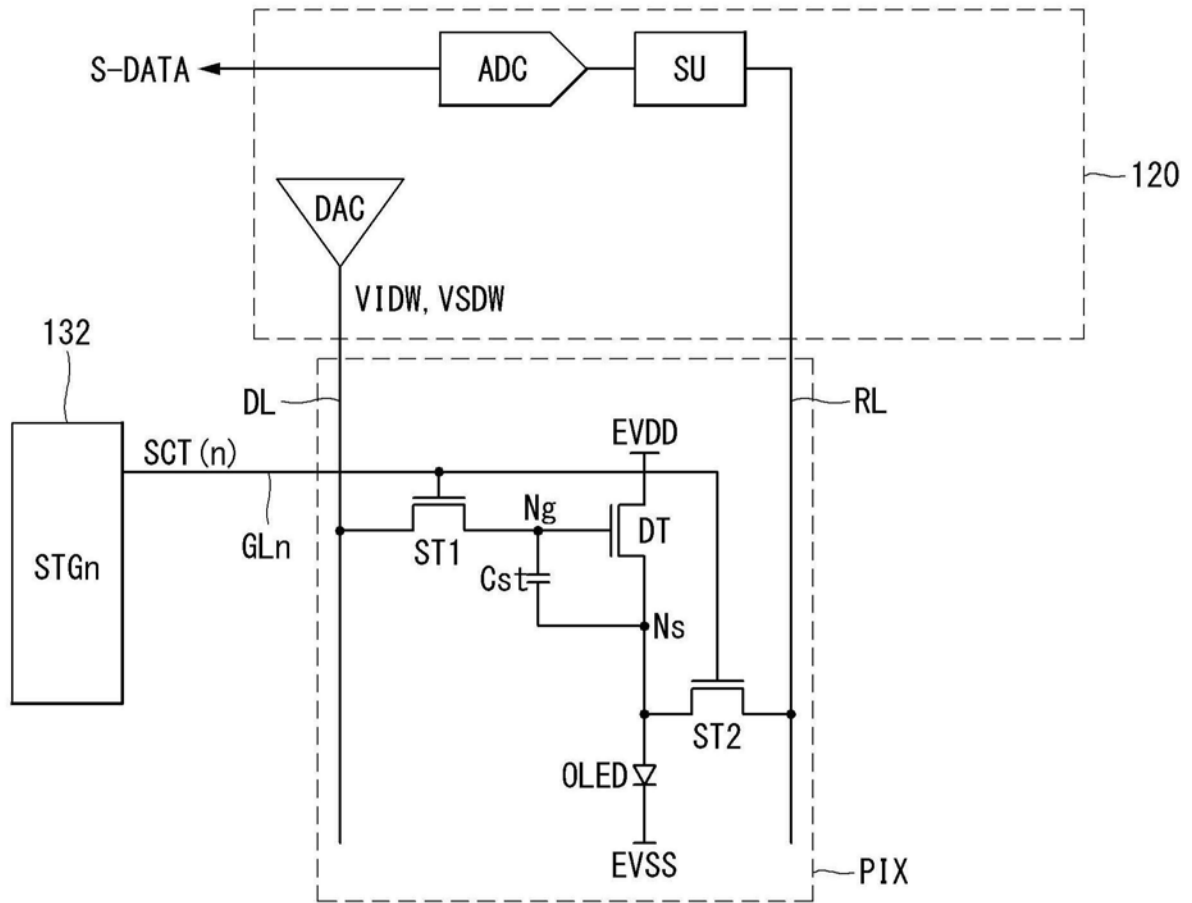 S-DATA
ADC
SU
120
DAC
VIDW, VSDW
132
DL
RL
EVDD
SCT(n)
Ng
DT
GLn
ST1
STGn
Cst
Ns
ST2
OLED
EVSS
PIX